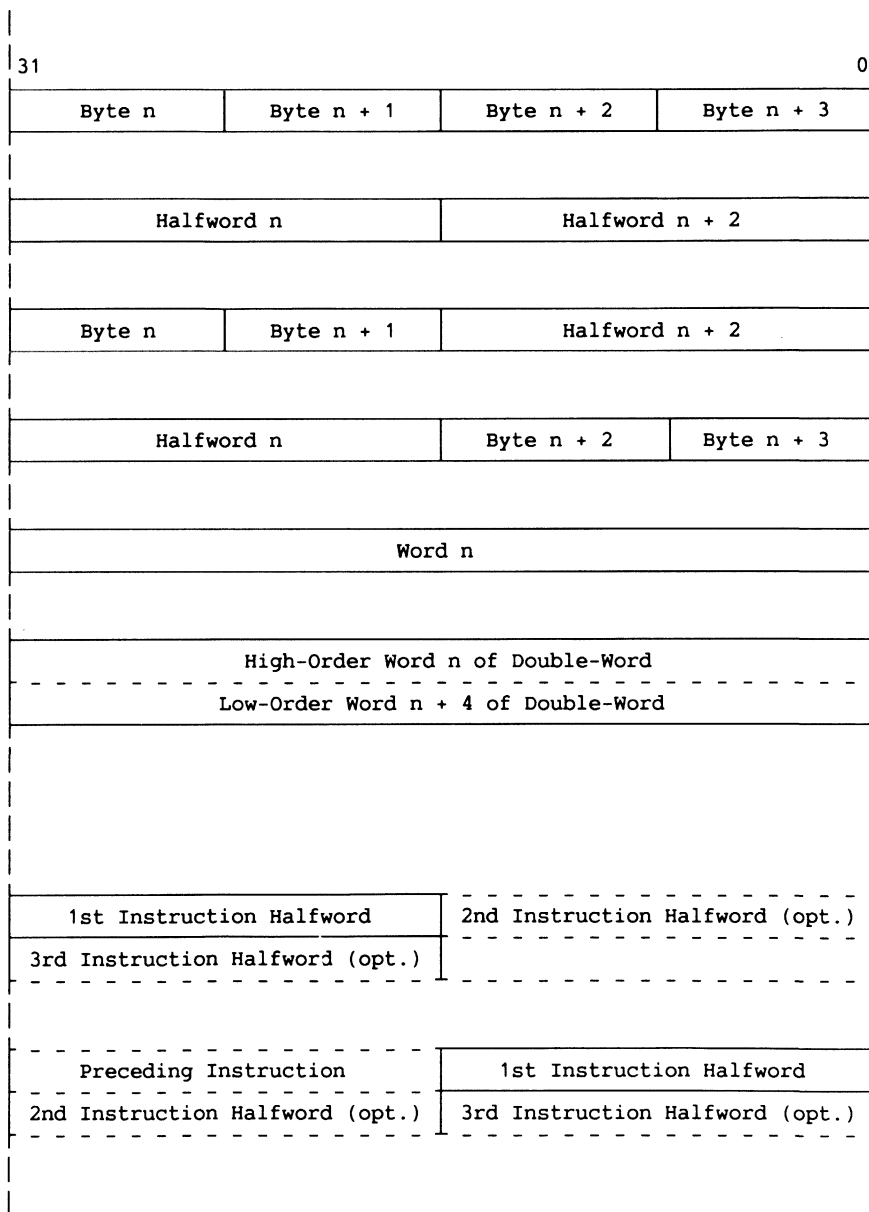 31 0
Byte n Byte n + 1 Byte n + 2 Byte n + 3
Halfword n Halfword n + 2
Byte n Byte n + 1 Halfword n + 2
Halfword n Byte n + 2 Byte n + 3
Word n
High-Order Word n of Double-Word
Low-Order Word n + 4 of Double-Word
1st Instruction Halfword 2nd Instruction Halfword (opt.)
3rd Instruction Halfword (opt.)
Preceding Instruction 1st Instruction Halfword
2nd Instruction Halfword (opt.) 3rd Instruction Halfword (opt.)